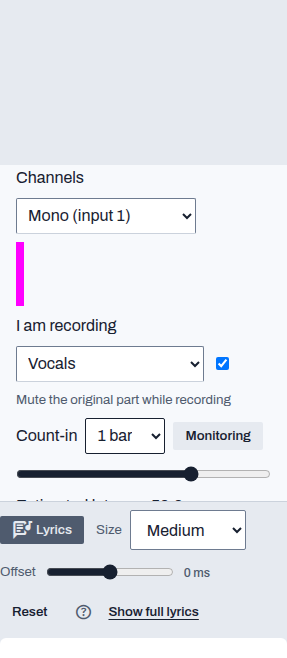 Channels
Mono (input 1)
I am recording
Vocals
Mute the original part while recording
Count-in 1 bar Monitoring
Lyrics Size Medium
Offset 0 ms
Reset ? Show full lyrics